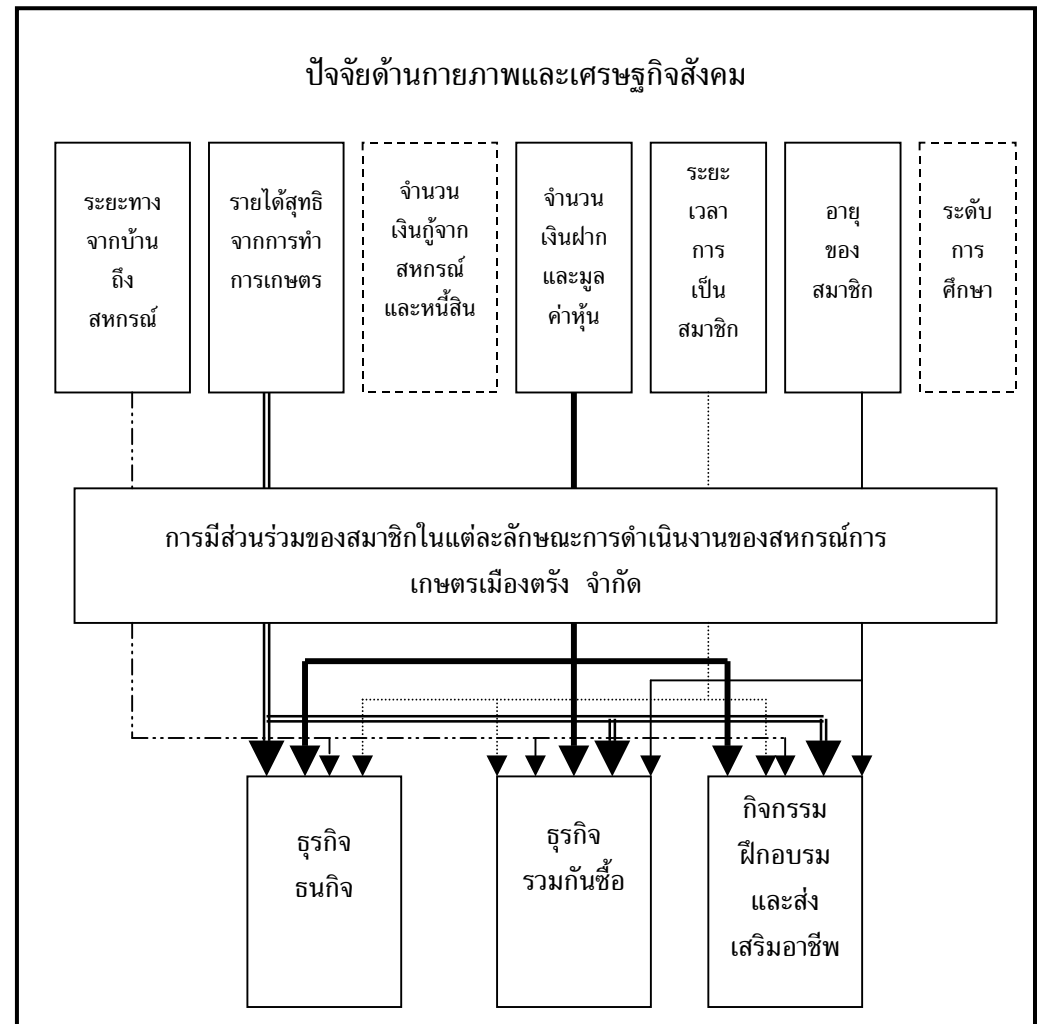 ปัจจัยด้านกายภาพและเศรษฐกิจสังคม
ระยะทาง
จากบ้าน
ถึง
สหกรณ์
รายได้สุทธิ
จากการทำ
การเกษตร
จำนวน
เงินกู้จาก
สหกรณ์
และหนี้สิน
จำนวน
เงินฝาก
และมูล
ค่าหุ้น
ระยะ
เวลา
การ
เป็น
สมาชิก
อายุ
ของ
สมาชิก
ระดับ
การ
ศึกษา
การมีส่วนร่วมของสมาชิกในแต่ละลักษณะการดำเนินงานของสหกรณ์การ
เกษตรเมืองตรัง จำกัด
ธุรกิจ
ธนกิจ
ธุรกิจ
รวมกันซื้อ
กิจกรรม
ฝึกอบรม
และส่ง
เสริมอาชีพ